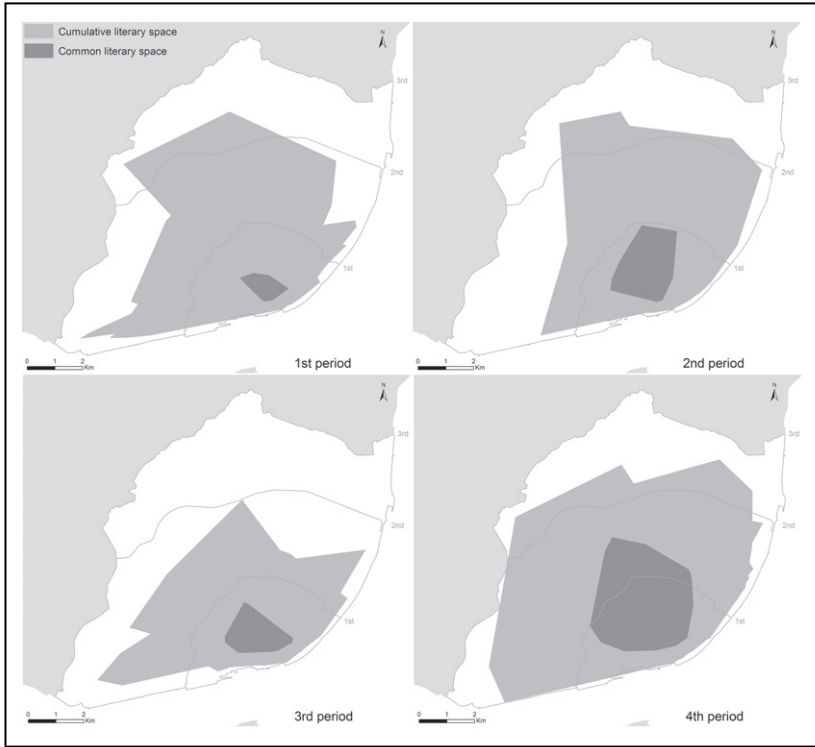 Cumulative literary space
Common literary space
N
3rd
2nd
1st
0 1 2
Km
1st period
N
3rd
2nd
1st
0 1 2
Km
2nd period
N
3rd
2nd
1st
0 1 2
Km
3rd period
N
3rd
2nd
1st
0 1 2
Km
4th period